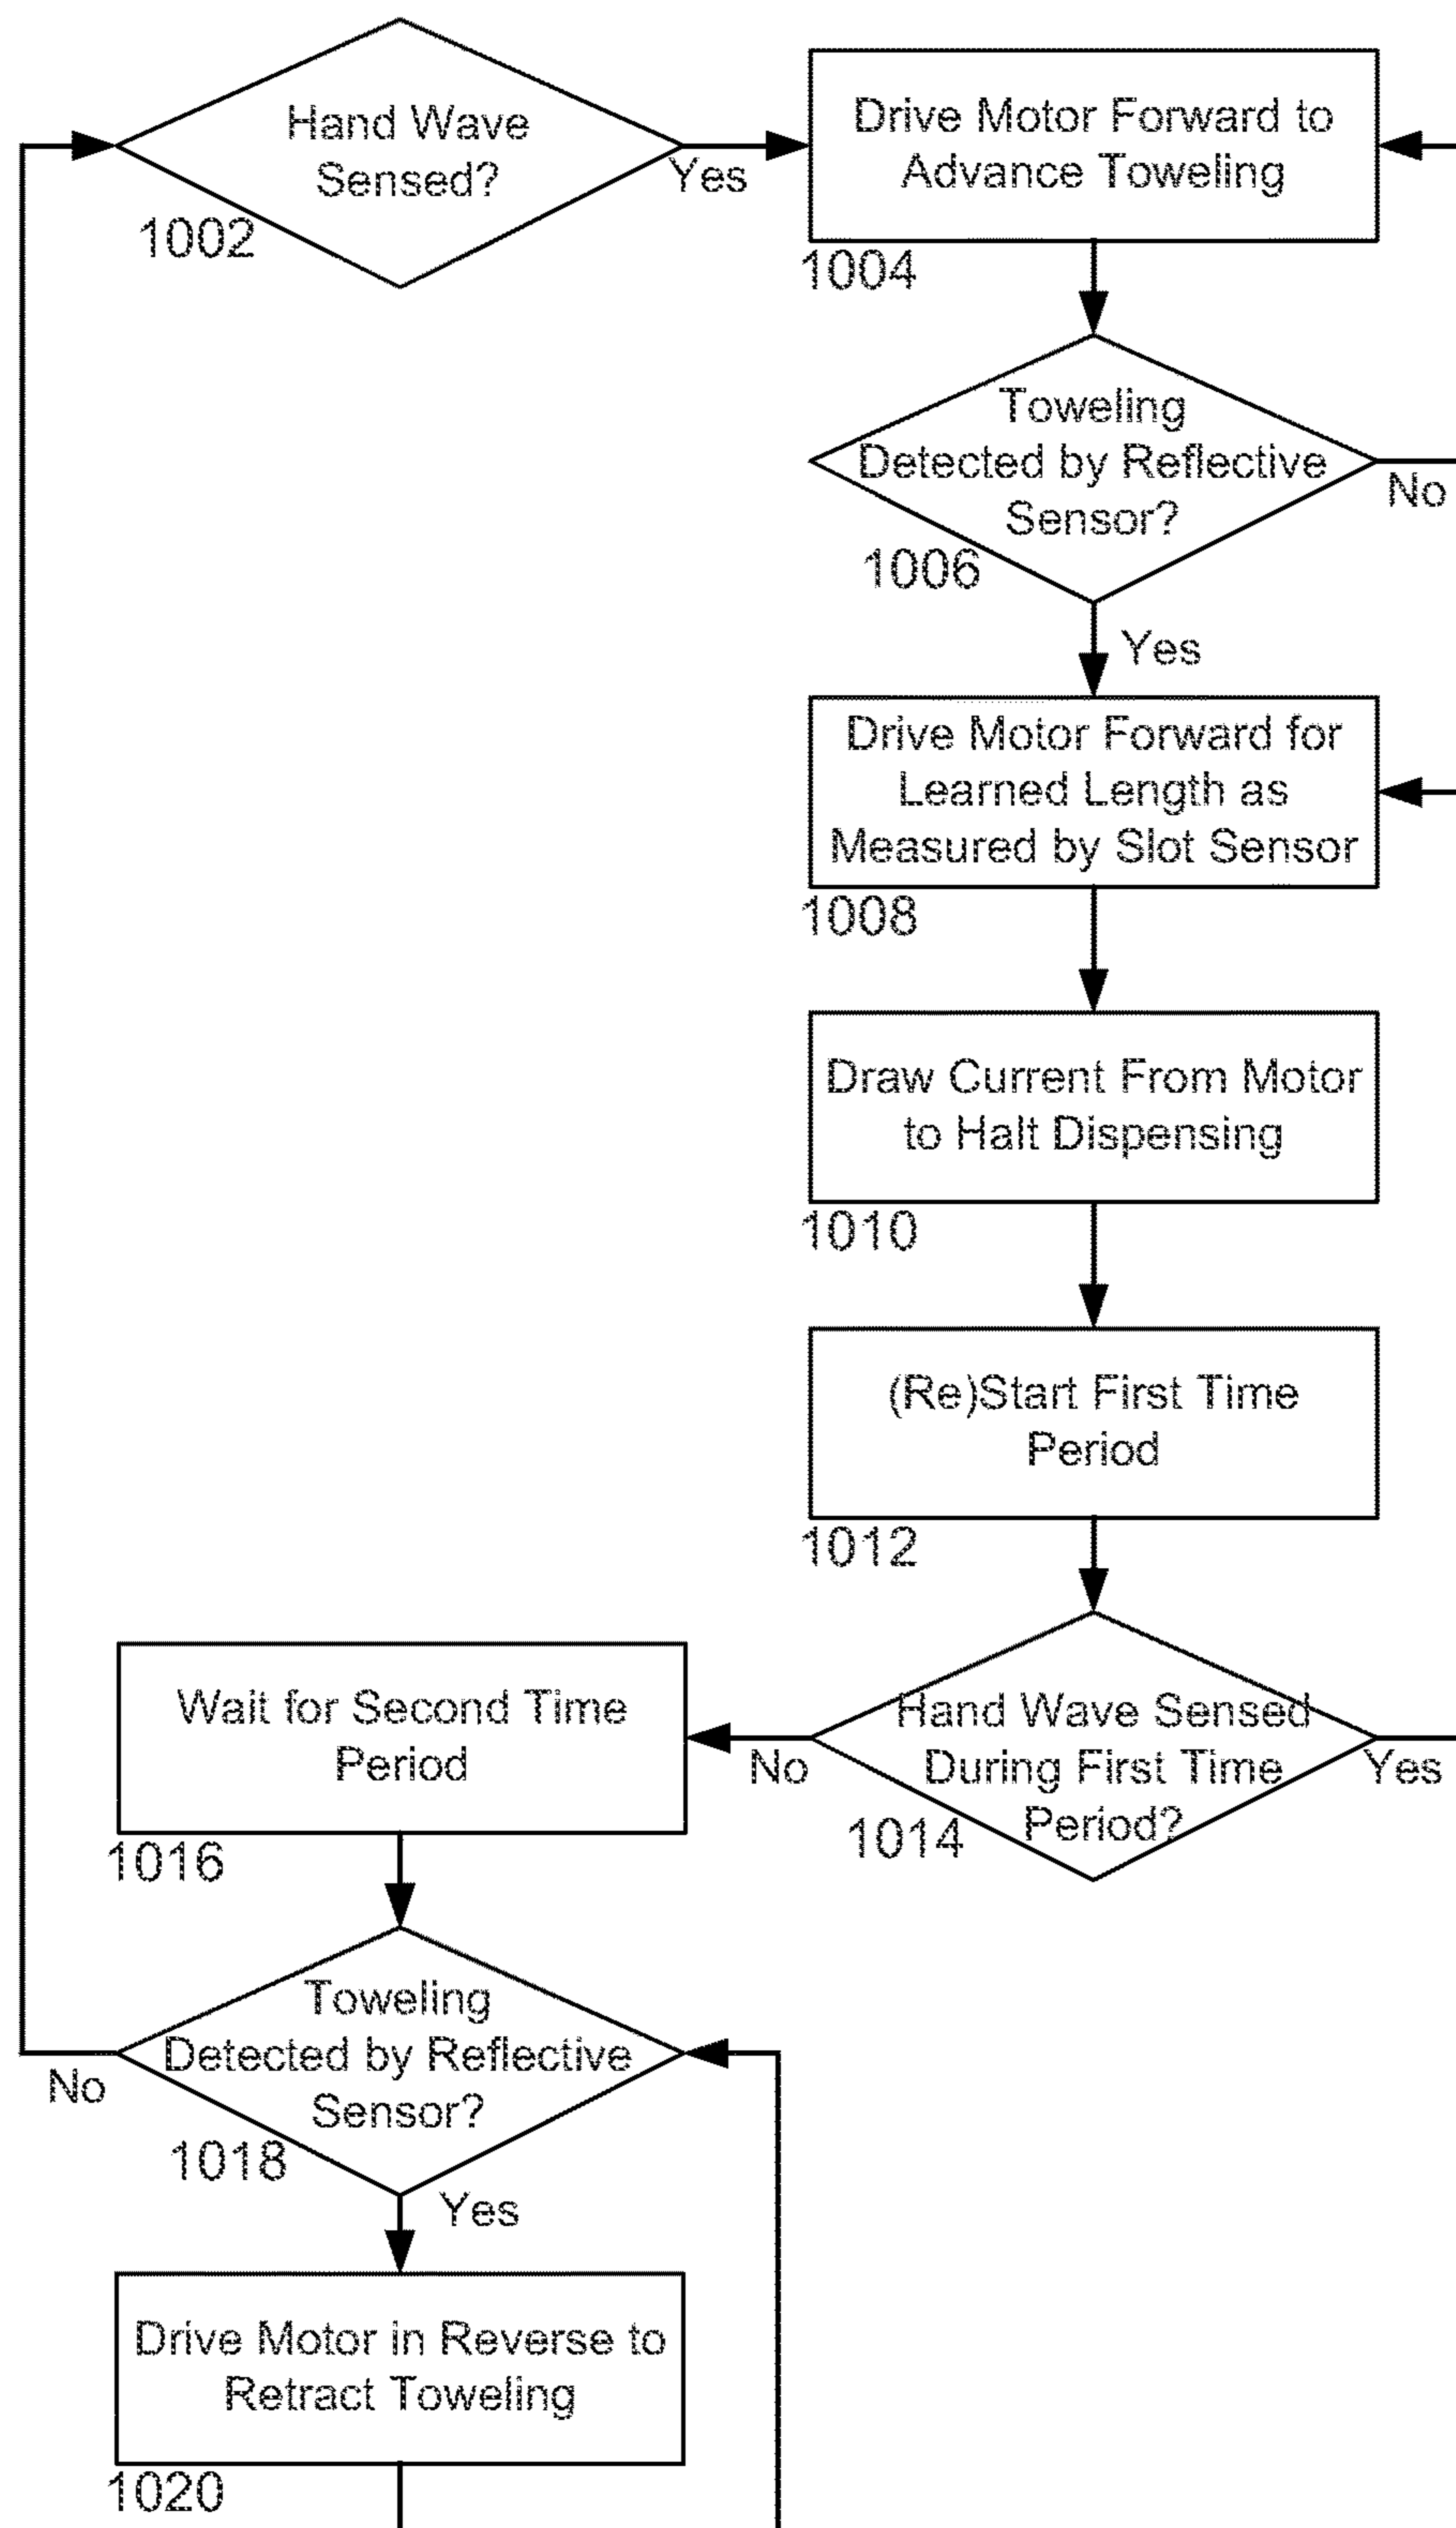 Hand Wave
Sensed?
1002
Yes
Drive Motor Forward to
Advance Toweling
1004
Toweling
Detected by Reflective
Sensor?
1006
No
Yes
Drive Motor Forward for
Learned Length as
Measured by Slot Sensor
1008
Draw Current From Motor
to Halt Dispensing
1010
(Re)Start First Time
Period
1012
Hand Wave Sensed
During First Time
Period?
1014
Yes
No
Wait for Second Time
Period
1016
Toweling
Detected by Reflective
Sensor?
1018
No
Yes
Drive Motor in Reverse to
Retract Toweling
1020